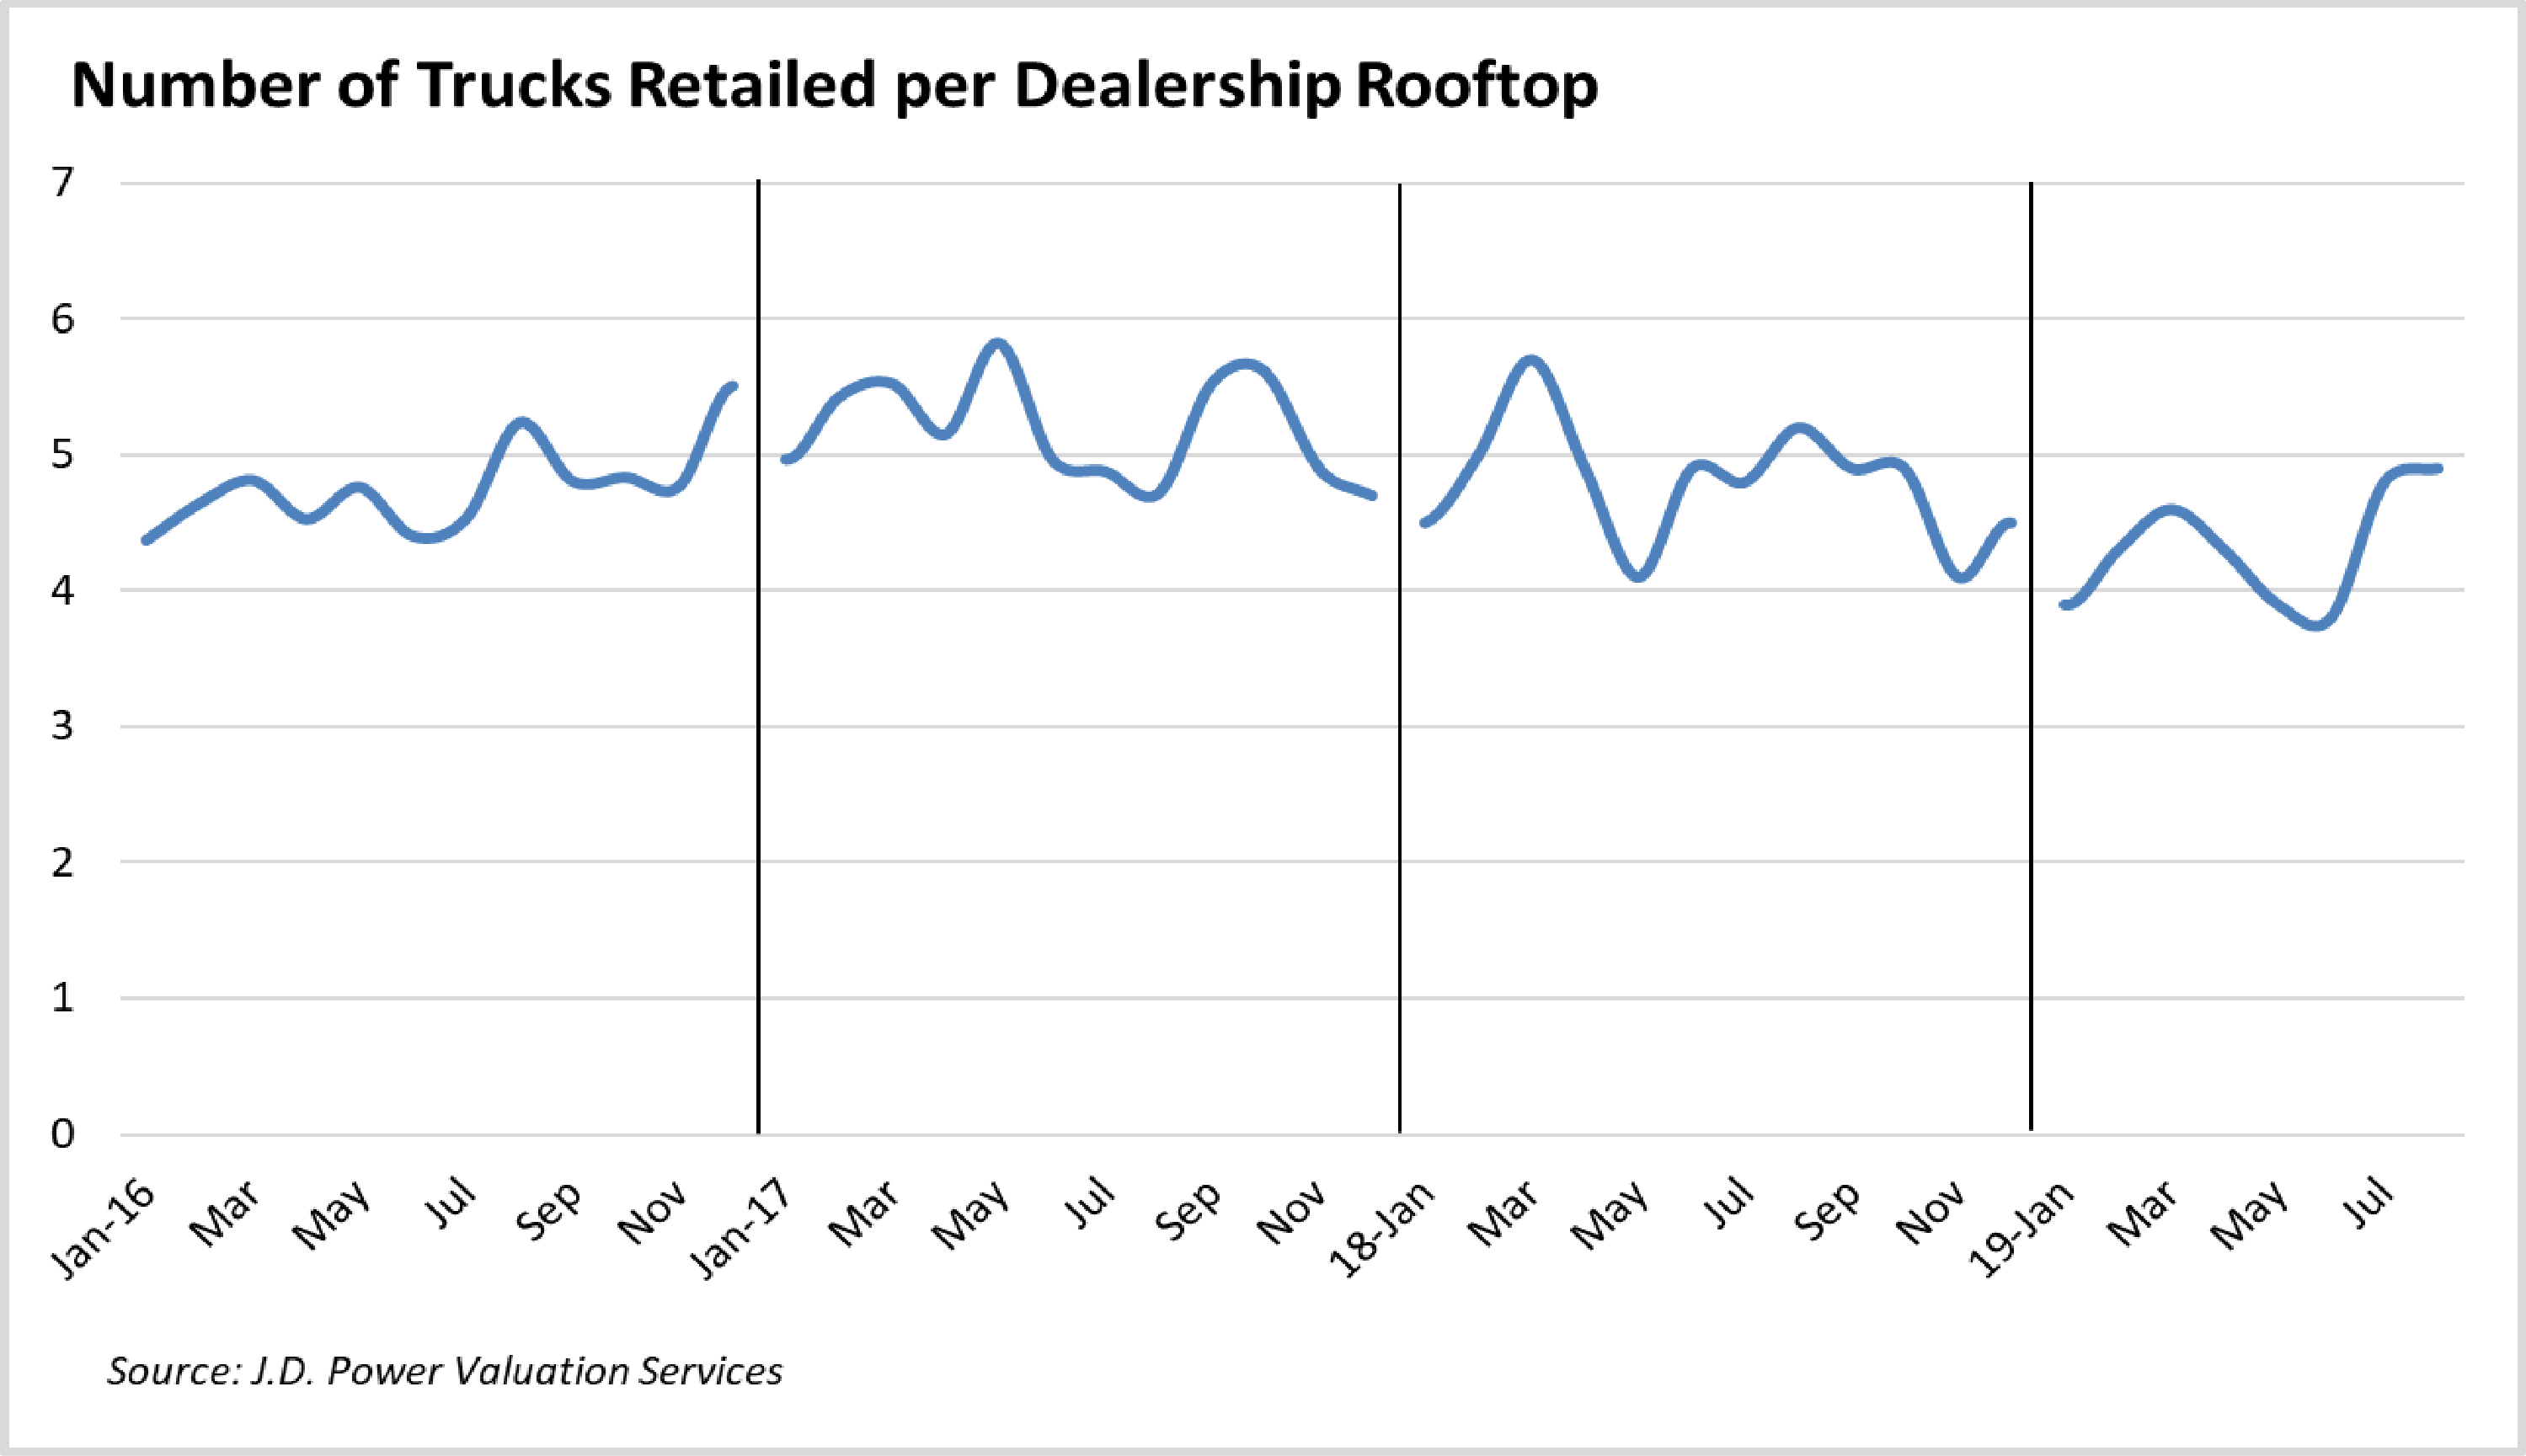 Number of Trucks Retailed per Dealership Rooftop
7
6
5
4
3
2
1
0
Jan-16
Mar
May
Jul
Sep
Nov
Jan-17
Mar
May
Jul
Sep
Nov
18-Jan
Mar
May
Jul
Sep
Nov
19-Jan
Mar
May
Jul
Source: J.D. Power Valuation Services